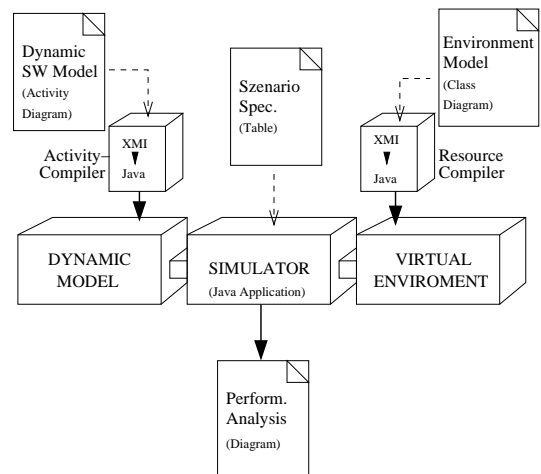 Dynamic
SW Model
(Activity
Diagram)
Szenario
Spec.
(Table)
Environment
Model
(Class
Diagram)
Activity
Compiler
XMI
Java
XMI
Java
Resource
Compiler
DYNAMIC
MODEL
SIMULATOR
(Java Application)
VIRTUAL
ENVIROMENT
Perform.
Analysis
(Diagram)